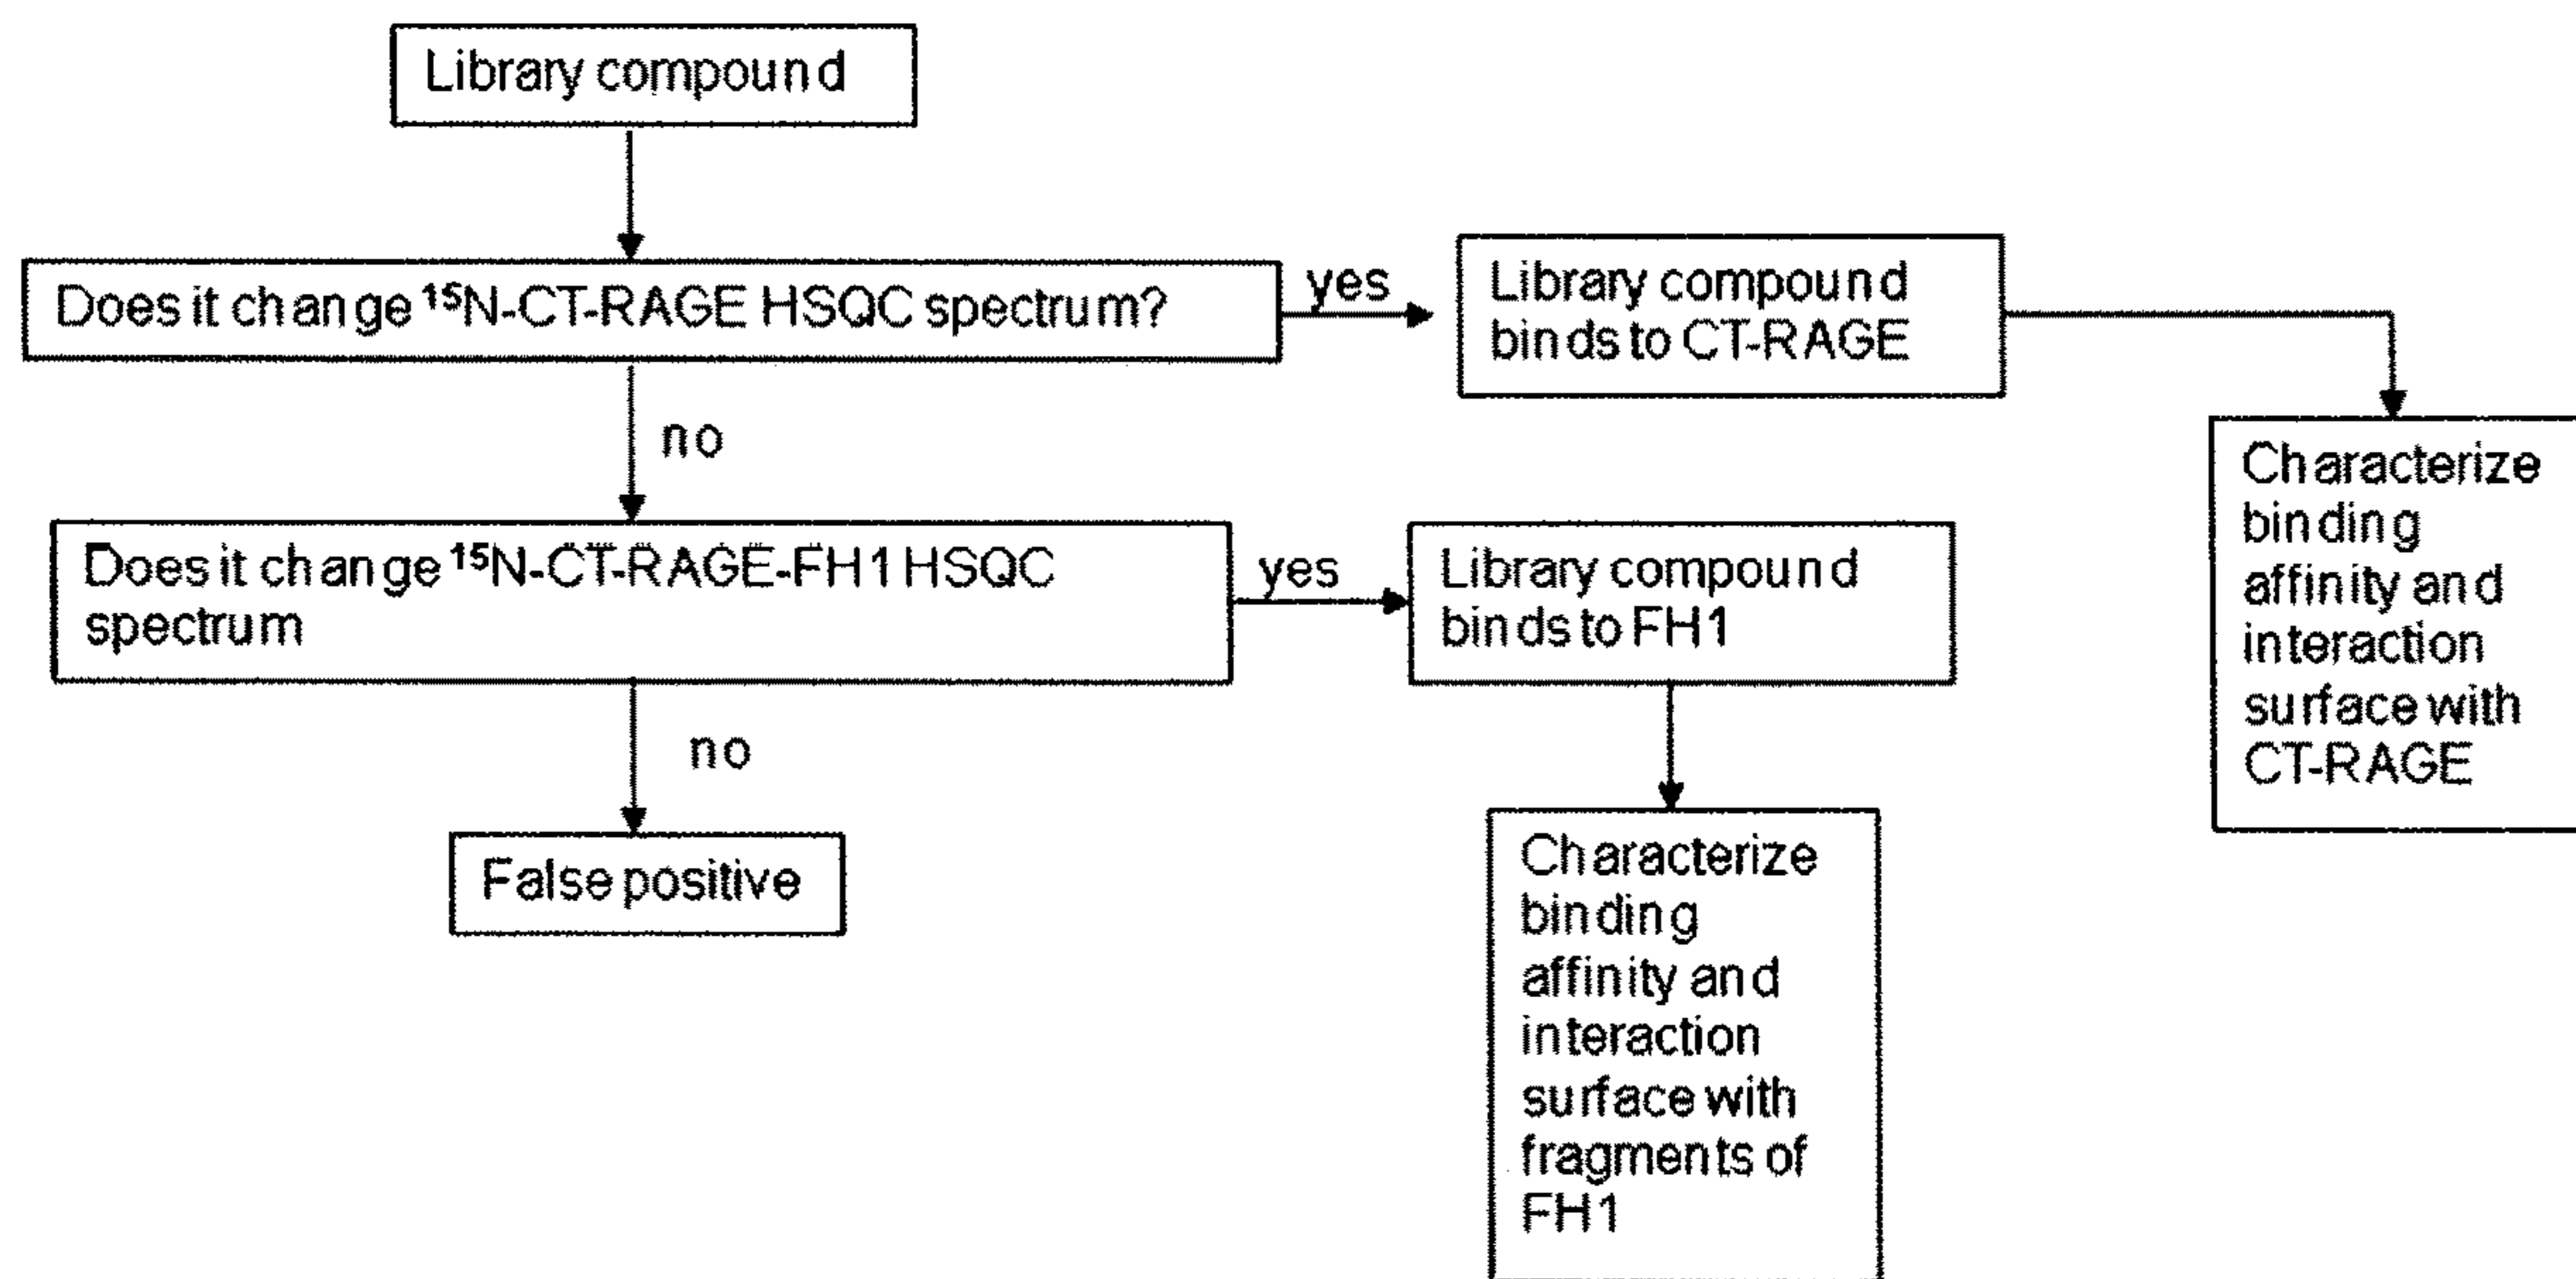 Library compound
Does it change ¹⁵N-CT-RAGE HSQC spectrum?
yes
Library compound
binds to CT-RAGE
no
Characterize
binding
affinity and
interaction
surface with
CT-RAGE
Does it change ¹⁵N-CT-RAGE-FH1 HSQC
spectrum
yes
Library compound
binds to FH1
no
False positive
Characterize
binding
affinity and
interaction
surface with
fragments of
FH1